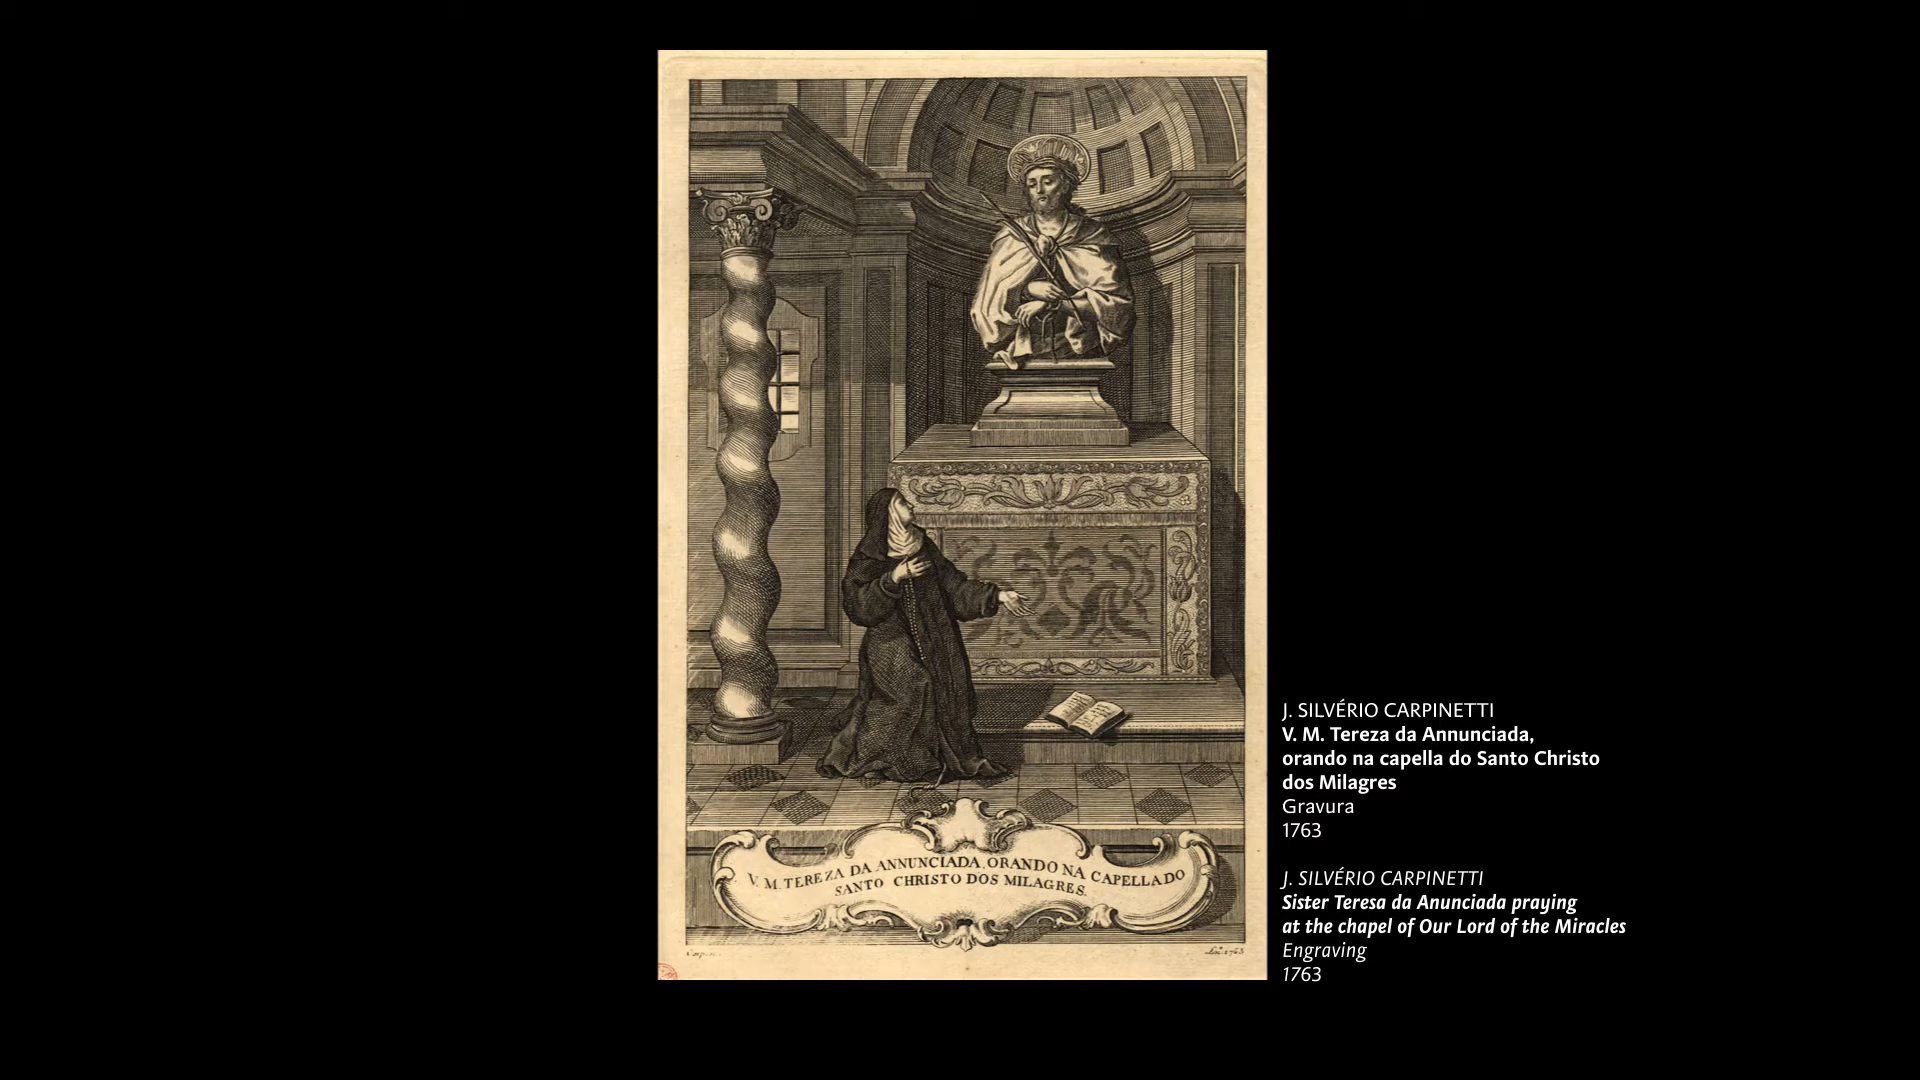 V. M. TEREZA DA ANNUNCIADA, ORANDO NA CAPELLA DO
SANTO CHRISTO DOS MILAGRES.
J. SILVÉRIO CARPINETTI
V. M. Tereza da Annunciada,
orando na capella do Santo Christo
dos Milagres
Gravura
1763
J. SILVÉRIO CARPINETTI
Sister Teresa da Anunciada praying
at the chapel of Our Lord of the Miracles
Engraving
1763